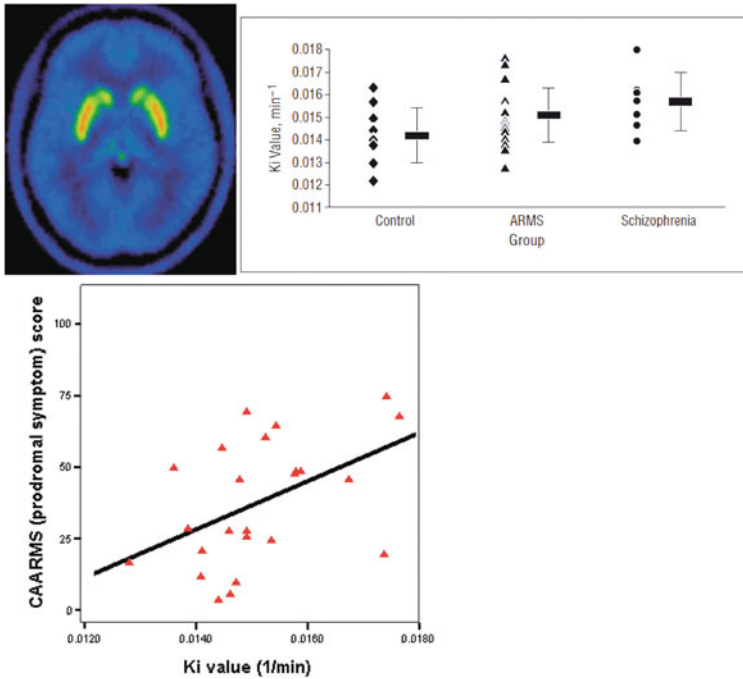 0.018
0.017
0.016
0.015
0.014
0.013
0.012
0.011
Ki Value, min⁻¹
Control ARMS Schizophrenia
Group
100
75
50
25
0
CAARMS (prodromal symptom) score
0.0120 0.0140 0.0160 0.0180
Ki value (1/min)